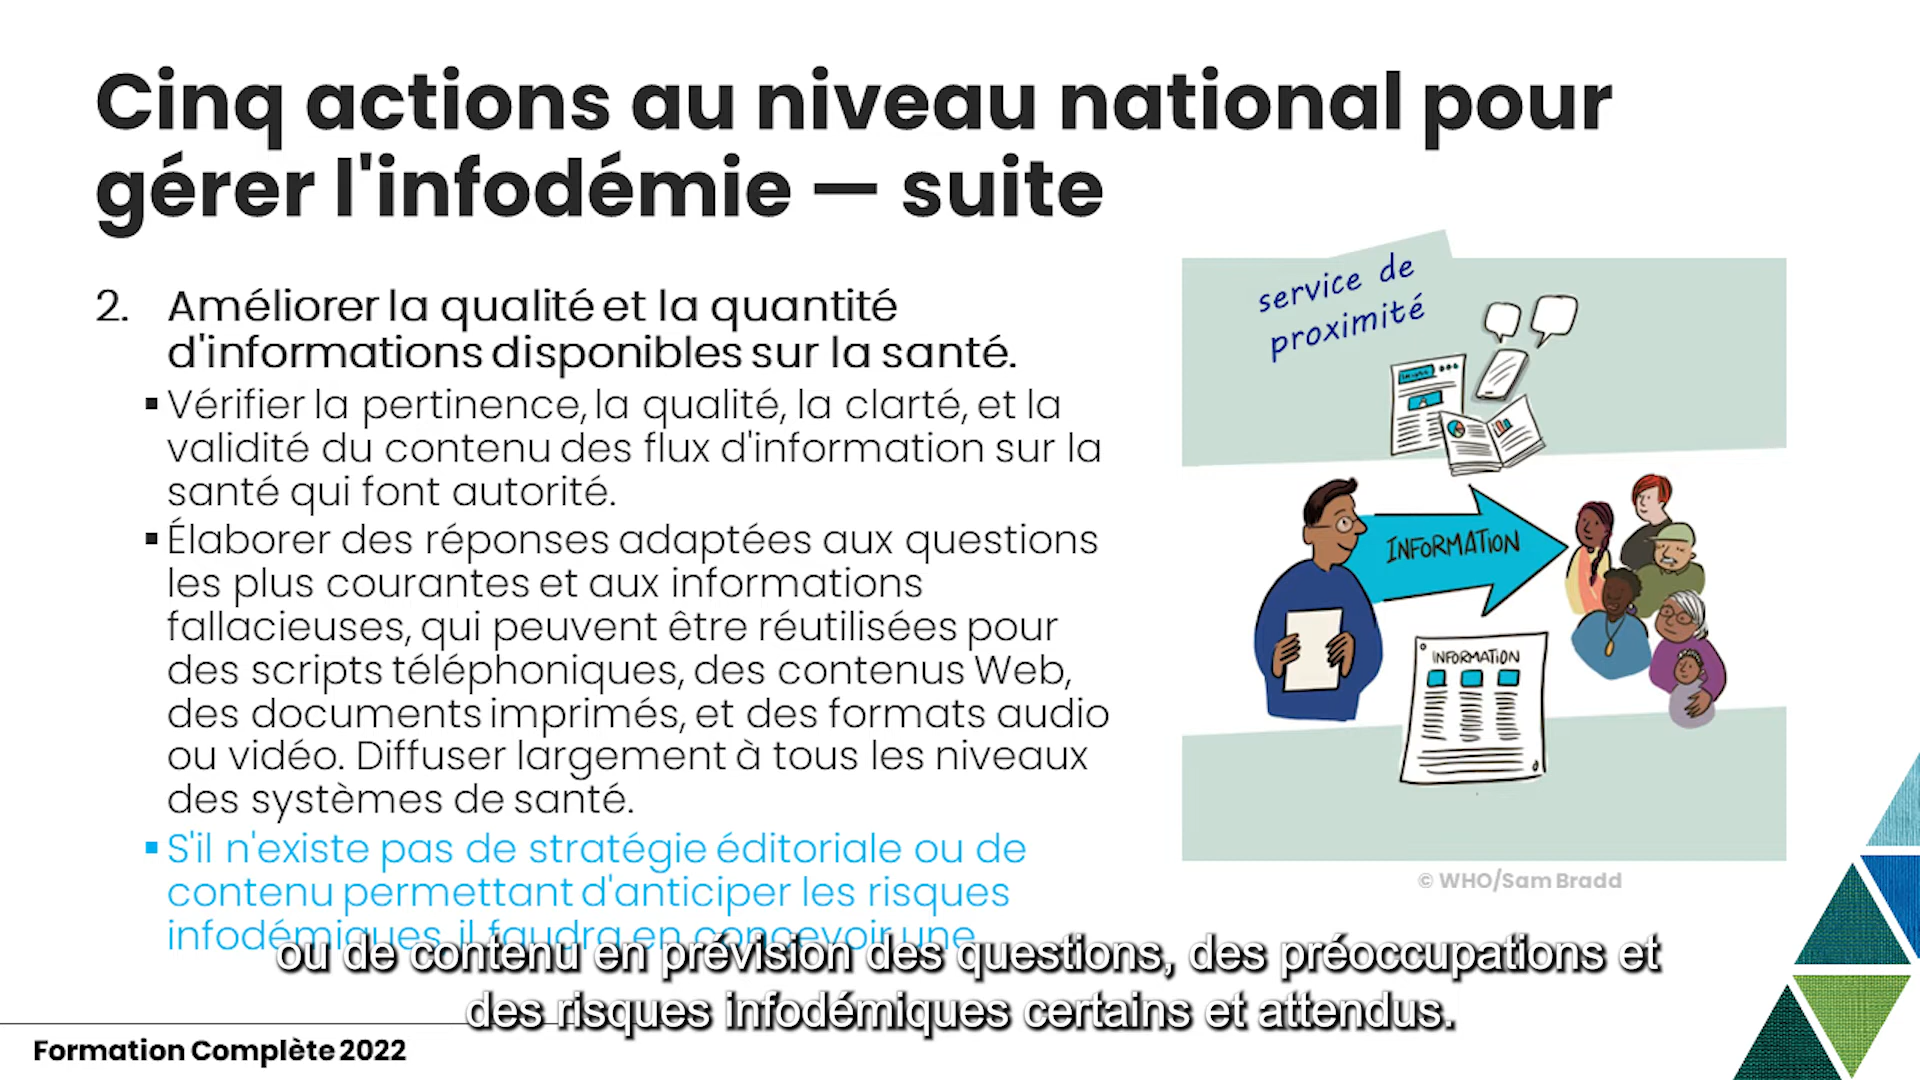 Cinq actions au niveau national pour
gérer l'infodémie — suite
2. Améliorer la qualité et la quantité
d'informations disponibles sur la santé.
▪ Vérifier la pertinence, la qualité, la clarté, et la
validité du contenu des flux d'information sur la
santé qui font autorité.
▪ Élaborer des réponses adaptées aux questions
les plus courantes et aux informations
fallacieuses, qui peuvent être réutilisées pour
des scripts téléphoniques, des contenus Web,
des documents imprimés, et des formats audio
ou vidéo. Diffuser largement à tous les niveaux
des systèmes de santé.
▪ S'il n'existe pas de stratégie éditoriale ou de
contenu permettant d'anticiper les risques
infodémiques, il faudra en concevoir une
service de
proximité
INFORMATION
INFORMATION
© WHO/Sam Bradd
ou de contenu en prévision des questions, des préoccupations et
des risques infodémiques certains et attendus.
Formation Complète 2022